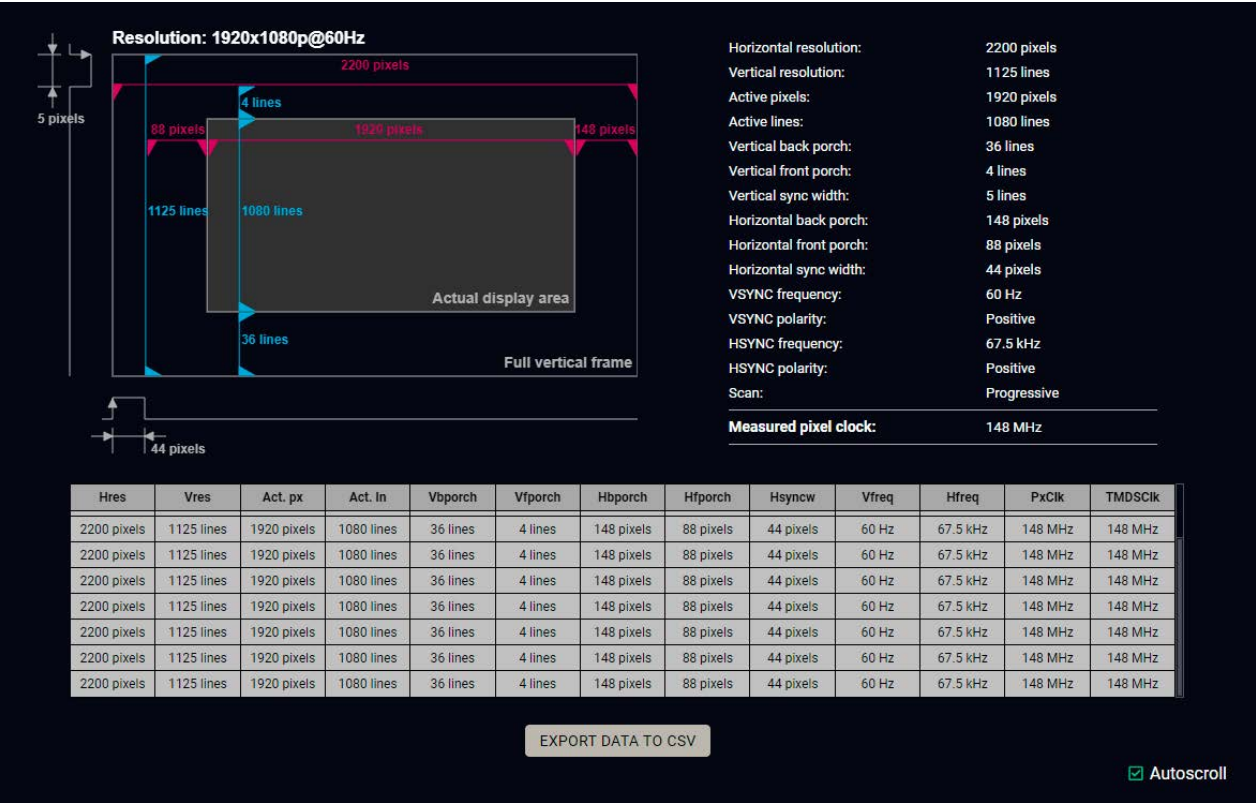 Resolution: 1920x1080p@60Hz
2200 pixels
4 lines
5 pixels
88 pixels
1920 pixels
148 pixels
1125 lines
1080 lines
Actual display area
36 lines
Full vertical frame
44 pixels
Horizontal resolution: 2200 pixels
Vertical resolution: 1125 lines
Active pixels: 1920 pixels
Active lines: 1080 lines
Vertical back porch: 36 lines
Vertical front porch: 4 lines
Vertical sync width: 5 lines
Horizontal back porch: 148 pixels
Horizontal front porch: 88 pixels
Horizontal sync width: 44 pixels
VSYNC frequency: 60 Hz
VSYNC polarity: Positive
HSYNC frequency: 67.5 kHz
HSYNC polarity: Positive
Scan: Progressive
Measured pixel clock: 148 MHz
Hres Vres Act. px Act. ln Vbporch Vfporch Hbporch Hfporch Hsyncw Vfreq Hfreq PxClk TMDSClk
2200 pixels 1125 lines 1920 pixels 1080 lines 36 lines 4 lines 148 pixels 88 pixels 44 pixels 60 Hz 67.5 kHz 148 MHz 148 MHz
2200 pixels 1125 lines 1920 pixels 1080 lines 36 lines 4 lines 148 pixels 88 pixels 44 pixels 60 Hz 67.5 kHz 148 MHz 148 MHz
2200 pixels 1125 lines 1920 pixels 1080 lines 36 lines 4 lines 148 pixels 88 pixels 44 pixels 60 Hz 67.5 kHz 148 MHz 148 MHz
2200 pixels 1125 lines 1920 pixels 1080 lines 36 lines 4 lines 148 pixels 88 pixels 44 pixels 60 Hz 67.5 kHz 148 MHz 148 MHz
2200 pixels 1125 lines 1920 pixels 1080 lines 36 lines 4 lines 148 pixels 88 pixels 44 pixels 60 Hz 67.5 kHz 148 MHz 148 MHz
2200 pixels 1125 lines 1920 pixels 1080 lines 36 lines 4 lines 148 pixels 88 pixels 44 pixels 60 Hz 67.5 kHz 148 MHz 148 MHz
2200 pixels 1125 lines 1920 pixels 1080 lines 36 lines 4 lines 148 pixels 88 pixels 44 pixels 60 Hz 67.5 kHz 148 MHz 148 MHz
EXPORT DATA TO CSV
Autoscroll